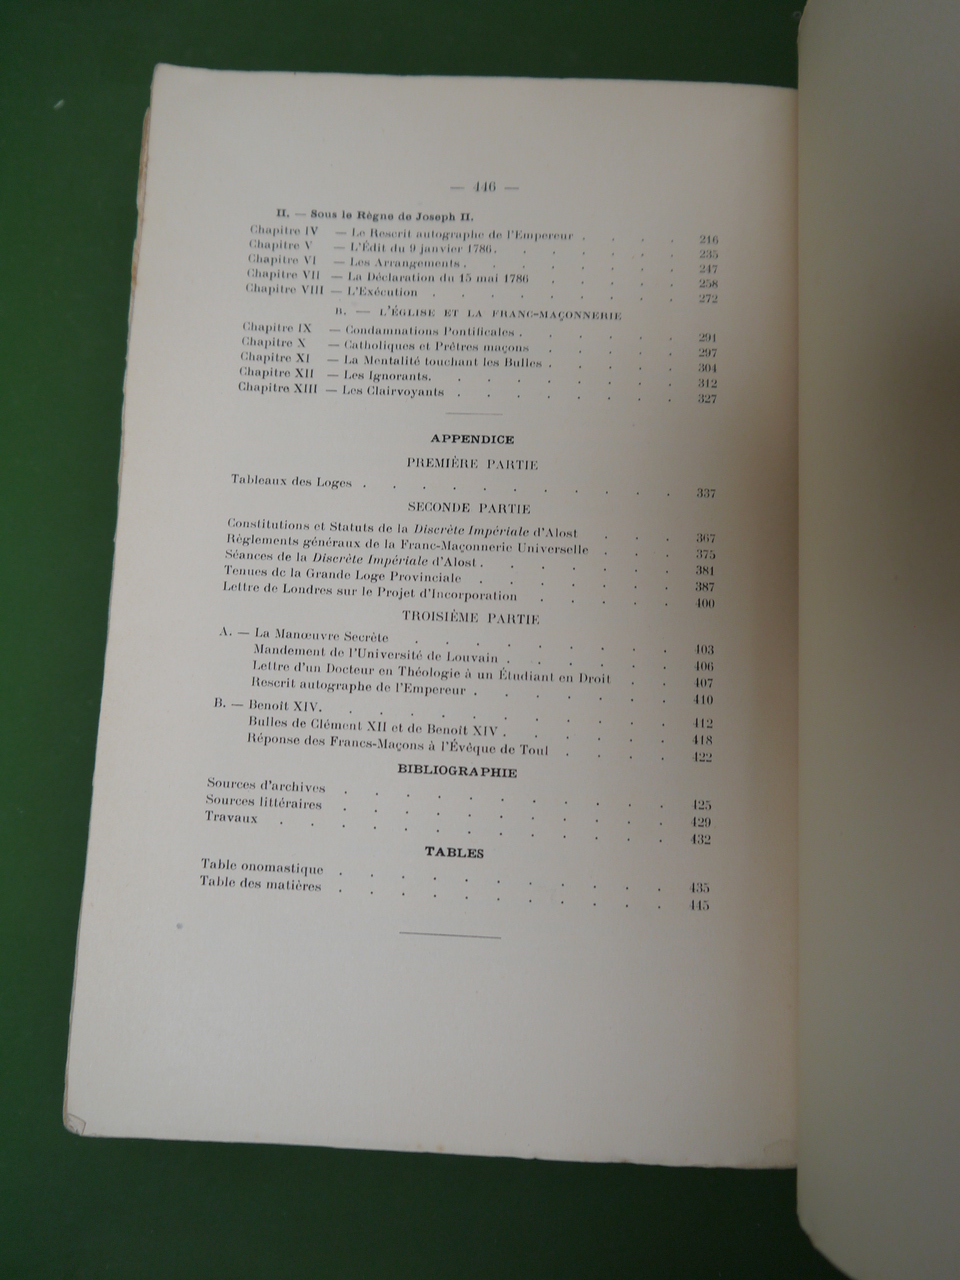 — 446 —
II. — Sous le Règne de Joseph II.
Chapitre IV — Le Rescrit autographe de l'Empereur . . . . 216
Chapitre V — L'Édit du 9 janvier 1786. . . . . . . 235
Chapitre VI — Les Arrangements . . . . . . . . 247
Chapitre VII — La Déclaration du 15 mai 1786 . . . . . 258
Chapitre VIII — L'Exécution . . . . . . . . . 272
B. — L'ÉGLISE ET LA FRANC-MAÇONNERIE
Chapitre IX — Condamnations Pontificales . . . . . . 291
Chapitre X — Catholiques et Prêtres maçons . . . . . 297
Chapitre XI — La Mentalité touchant les Bulles . . . . . 304
Chapitre XII — Les Ignorants. . . . . . . . . 312
Chapitre XIII — Les Clairvoyants . . . . . . . . 327
APPENDICE
PREMIÈRE PARTIE
Tableaux des Loges . . . . . . . . . . . 337
SECONDE PARTIE
Constitutions et Statuts de la Discrète Impériale d'Alost . . . 367
Règlements généraux de la Franc-Maçonnerie Universelle . . . 375
Séances de la Discrète Impériale d'Alost . . . . . . . 381
Tenues de la Grande Loge Provinciale . . . . . . . 387
Lettre de Londres sur le Projet d'Incorporation . . . . . 400
TROISIÈME PARTIE
A. — La Manœuvre Secrète . . . . . . . . . 403
Mandement de l'Université de Louvain . . . . . . 406
Lettre d'un Docteur en Théologie à un Étudiant en Droit . . 407
Rescrit autographe de l'Empereur . . . . . . . 410
B. — Benoit XIV. . . . . . . . . . . . 412
Bulles de Clément XII et de Benoit XIV . . . . . . 418
Réponse des Francs-Maçons à l'Évêque de Toul . . . . 422
BIBLIOGRAPHIE
Sources d'archives . . . . . . . . . . . 425
Sources littéraires . . . . . . . . . . . 429
Travaux . . . . . . . . . . . . . 432
TABLES
Table onomastique . . . . . . . . . . . 435
Table des matières . . . . . . . . . . . 445